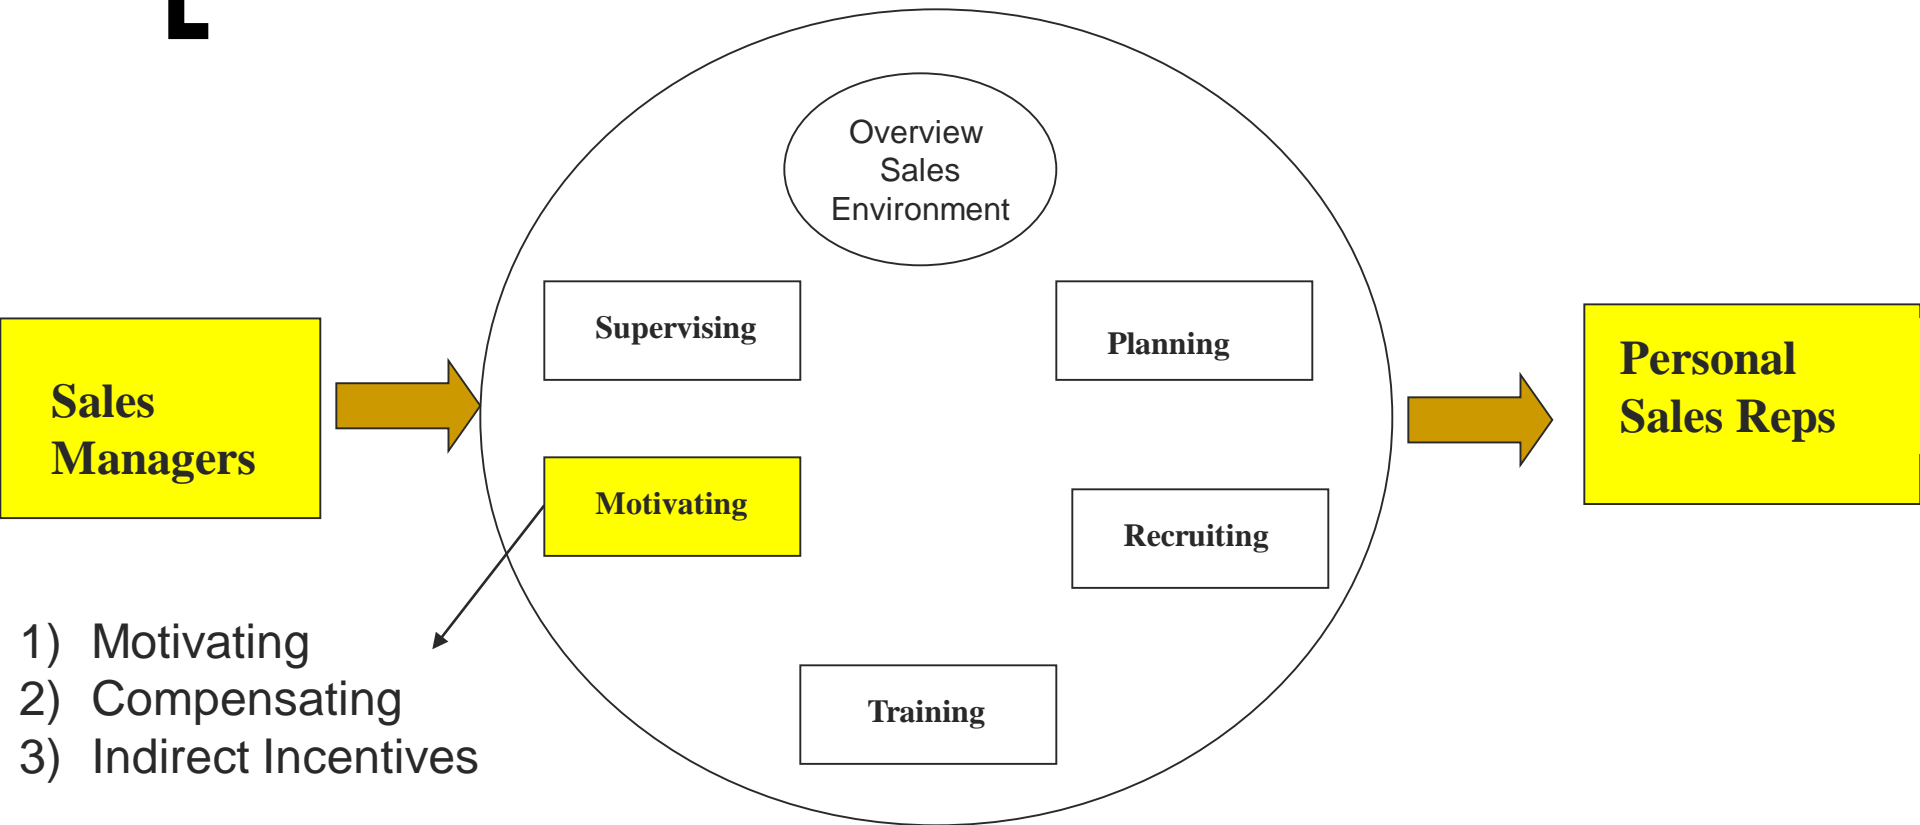 Overview
Sales
Environment
Supervising
Planning
Sales
Managers
Personal
Sales Reps
Motivating
Recruiting
1) Motivating
2) Compensating
3) Indirect Incentives
Training